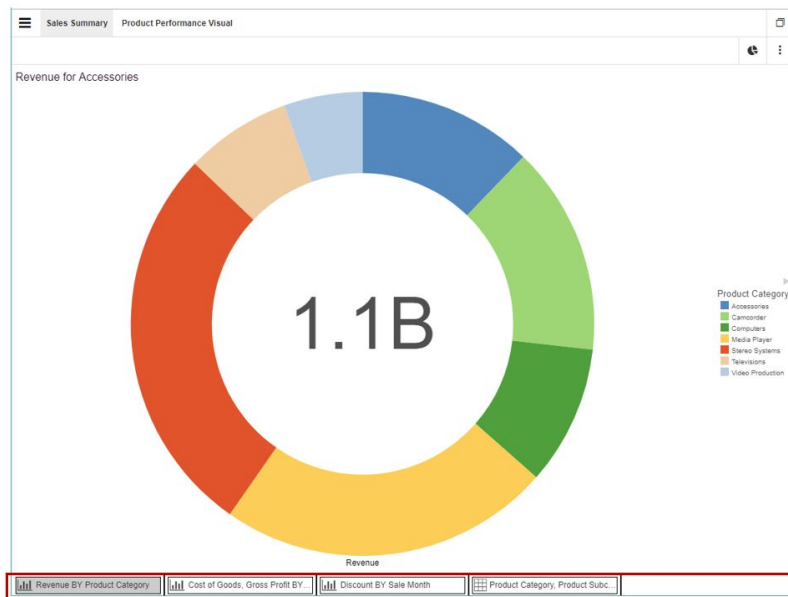 Sales Summary Product Performance Visual
Revenue for Accessories
1.1B
Product Category
Accessories
Camcorder
Computers
Media Player
Stereo Systems
Televisions
Video Production
Revenue
Revenue BY Product Category Cost of Goods, Gross Profit BY... Discount BY Sale Month Product Category, Product Subc...